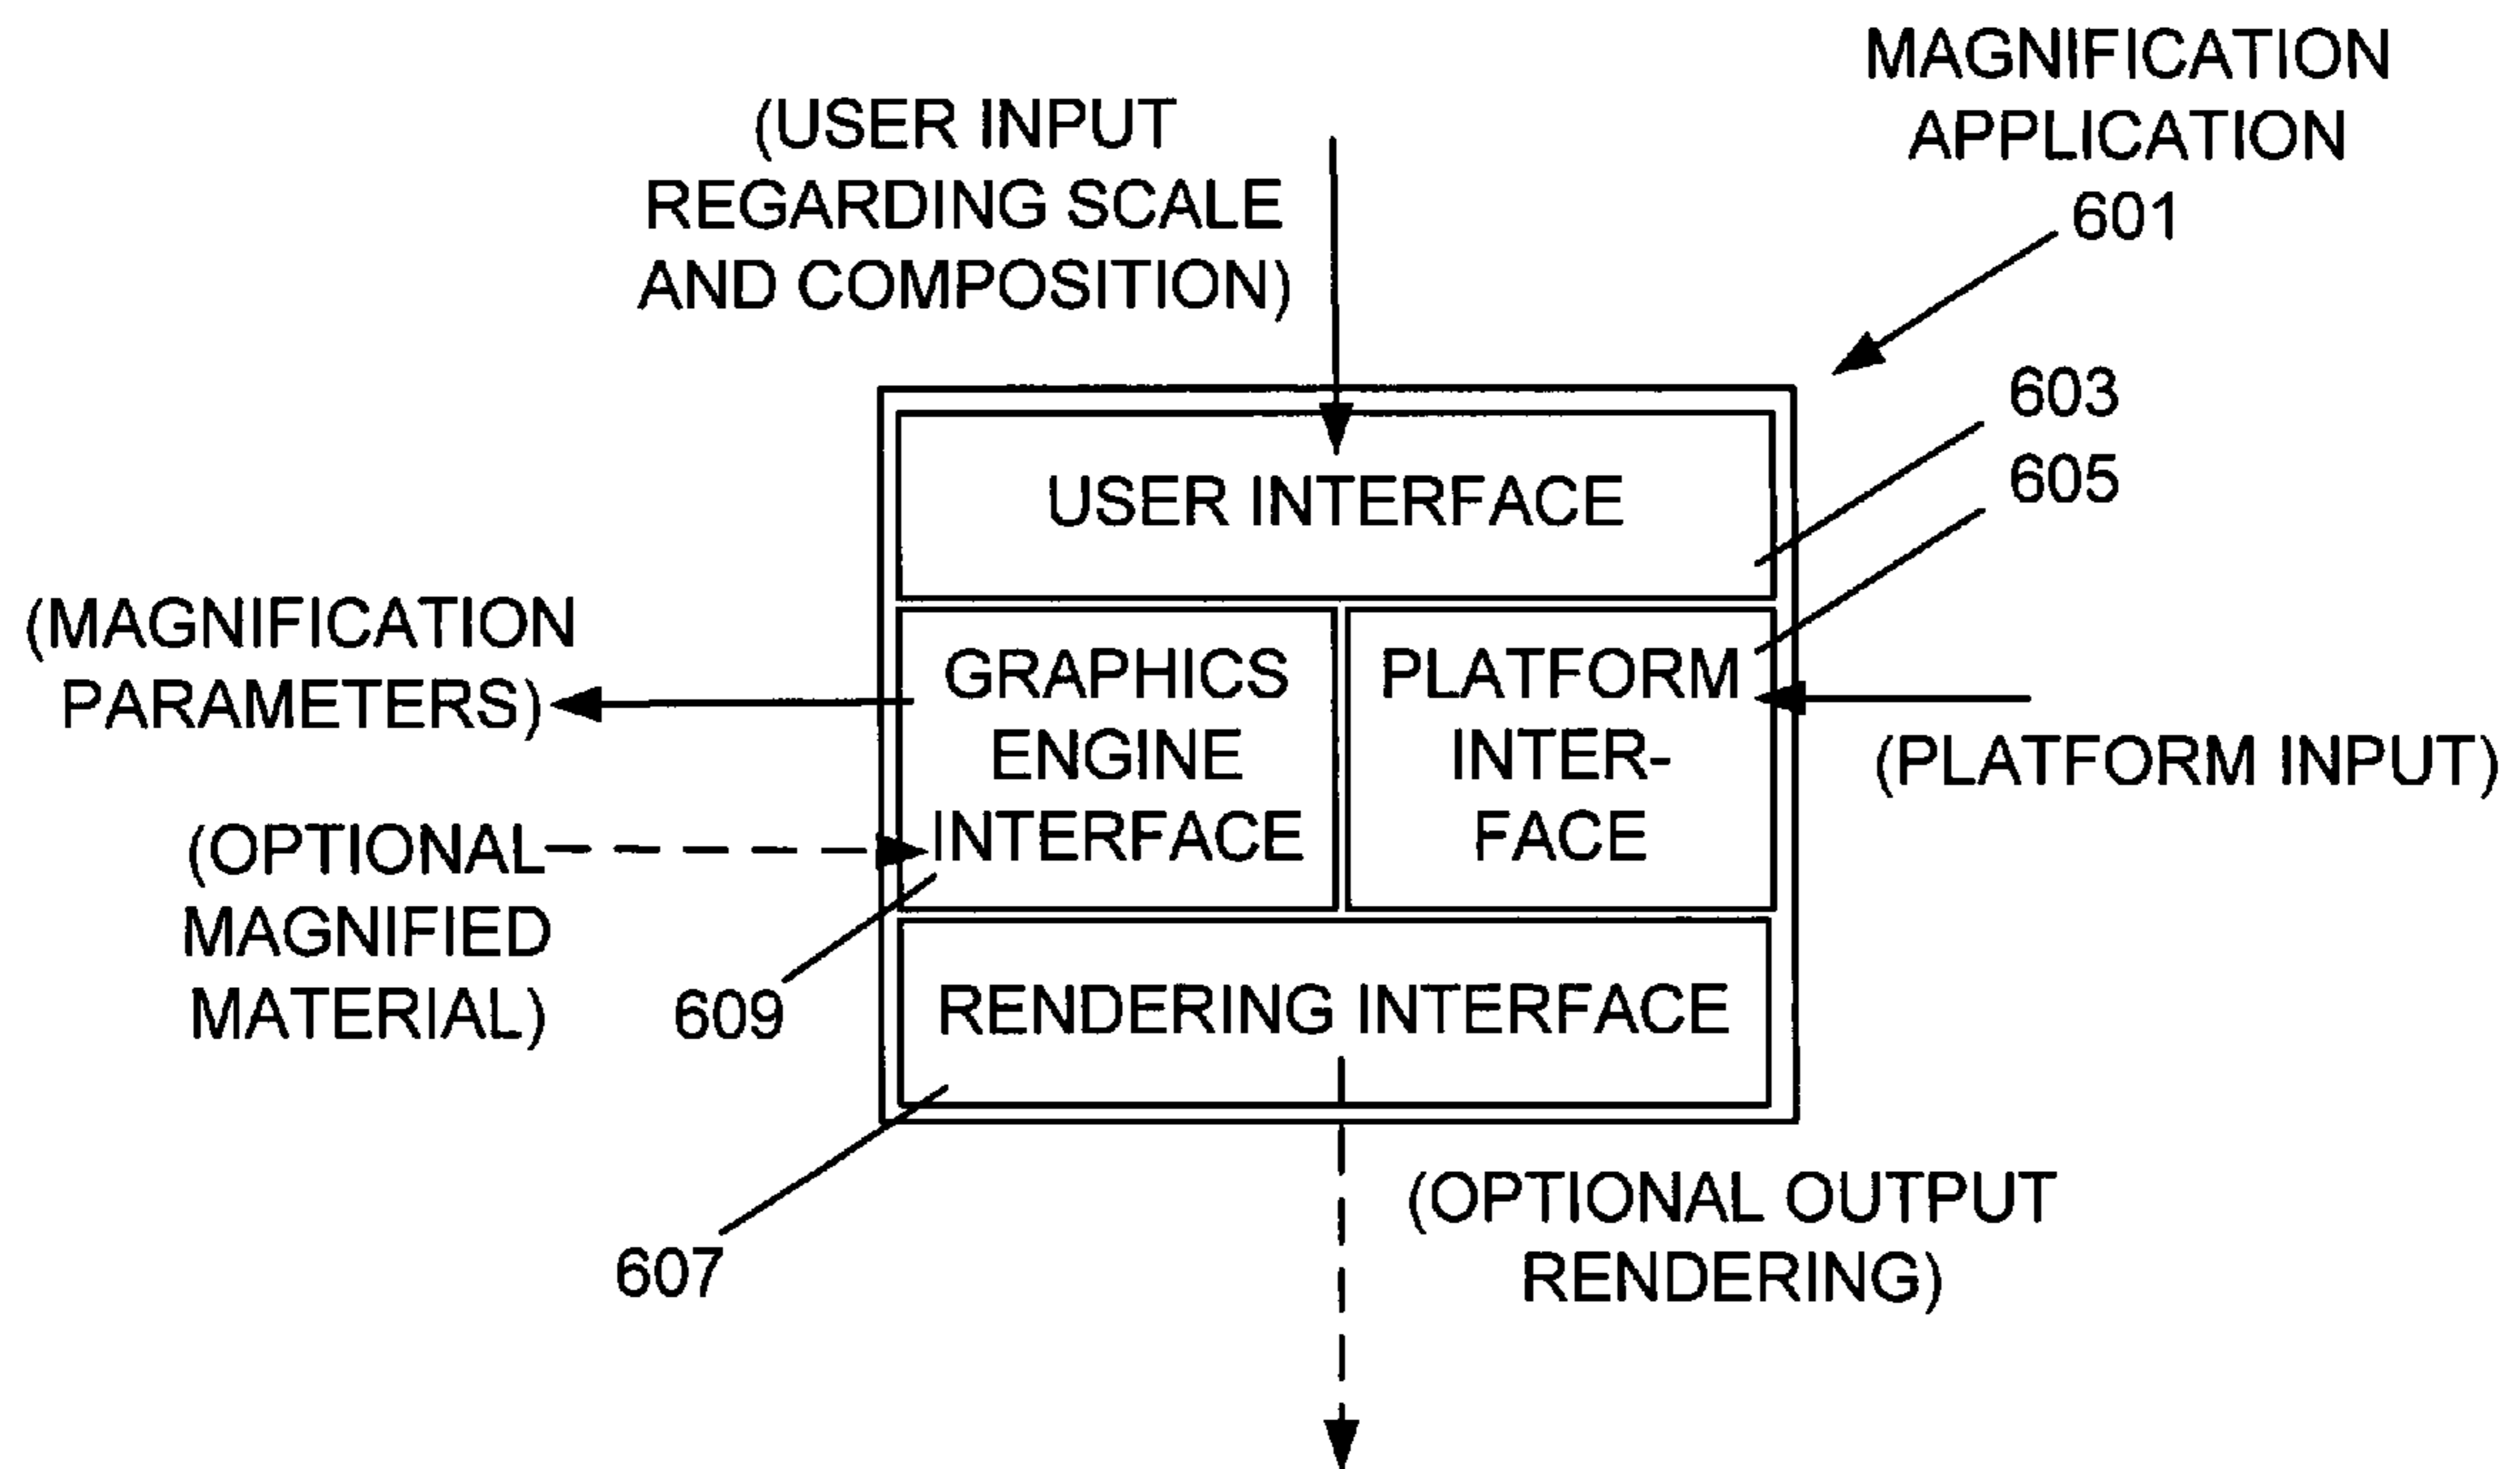 MAGNIFICATION
APPLICATION
601
(USER INPUT
REGARDING SCALE
AND COMPOSITION)
603
605
USER INTERFACE
(MAGNIFICATION
PARAMETERS)
GRAPHICS
ENGINE
INTERFACE
PLATFORM
INTER-
FACE
(PLATFORM INPUT)
(OPTIONAL
MAGNIFIED
MATERIAL)
609
RENDERING INTERFACE
607
(OPTIONAL OUTPUT
RENDERING)